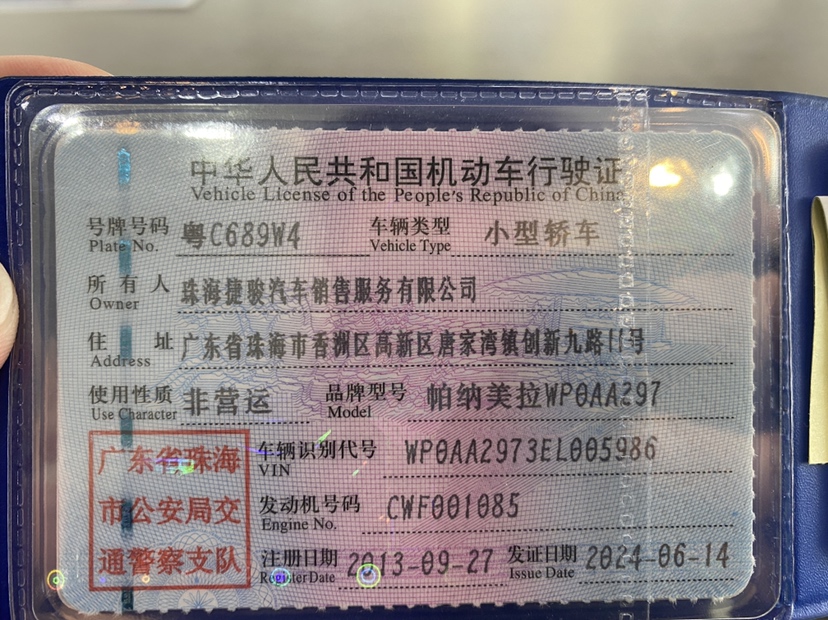 中华人民共和国机动车行驶证
Vehicle License of the People's Republic of China
号牌号码 粤C689W4 车辆类型 小型轿车
Plate No. Vehicle Type
所有人 珠海捷骏汽车销售服务有限公司
Owner
住址 广东省珠海市香洲区高新区唐家湾镇创新九路11号
Address
使用性质 非营运 品牌型号 帕纳美拉WP0AA297
Use Character Model
广东省珠海
市公安局交
通警察支队
车辆识别代号 WP0AA2973EL005986
VIN
发动机号码 CWF001085
Engine No.
注册日期 2013-09-27 发证日期 2024-06-14
Register Date Issue Date